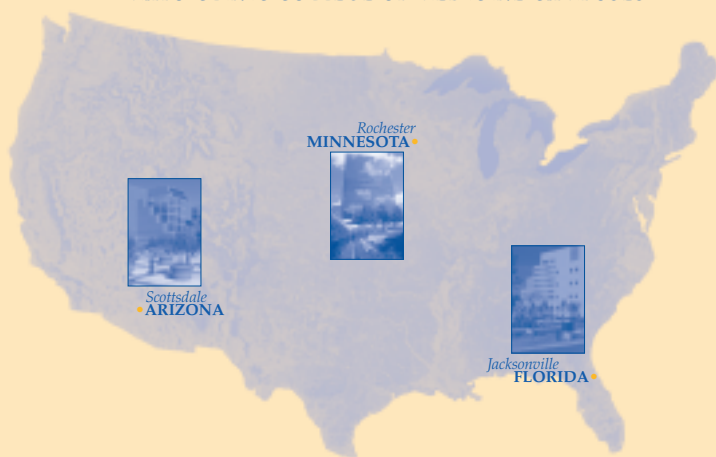 Rochester
MINNESOTA
Scottsdale
ARIZONA
Jacksonville
FLORIDA